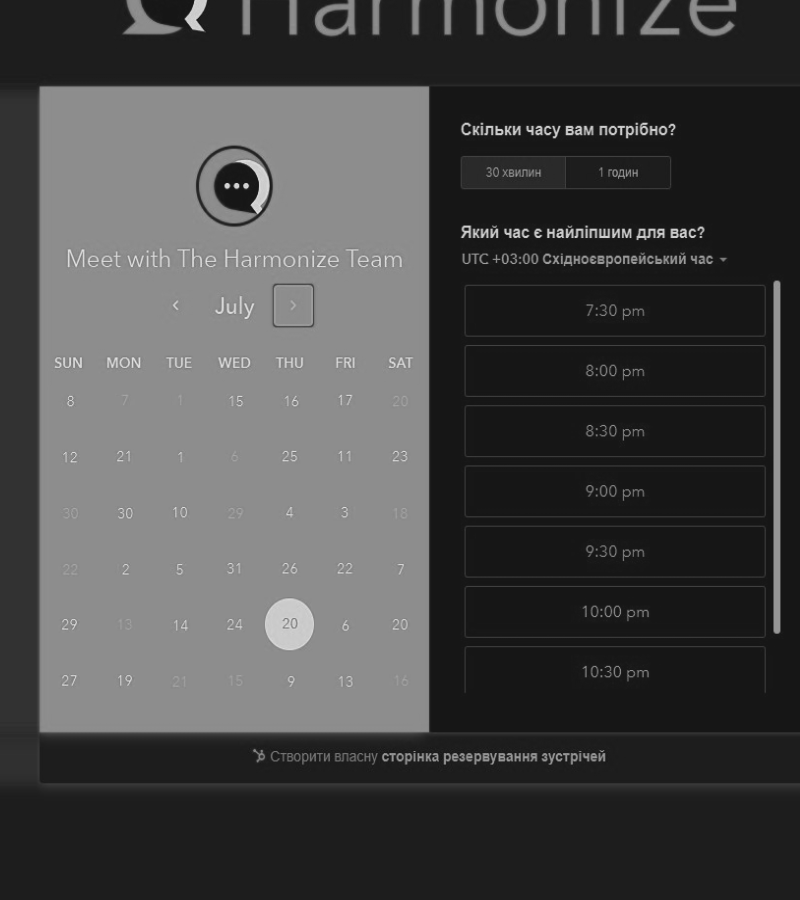 Harmonize
Meet with The Harmonize Team
July
SUN MON TUE WED THU FRI SAT
8 7 1 15 16 17 20
12 21 1 6 25 11 23
30 30 10 29 4 3 18
22 2 5 31 26 22 7
29 13 14 24 20 6 20
27 19 21 15 9 13 16
Скільки часу вам потрібно?
30 хвилин 1 годин
Який час є найліпшим для вас?
UTC +03:00 Східноєвропейський час
7:30 pm
8:00 pm
8:30 pm
9:00 pm
9:30 pm
10:00 pm
10:30 pm
Створити власну сторінка резервування зустрічей